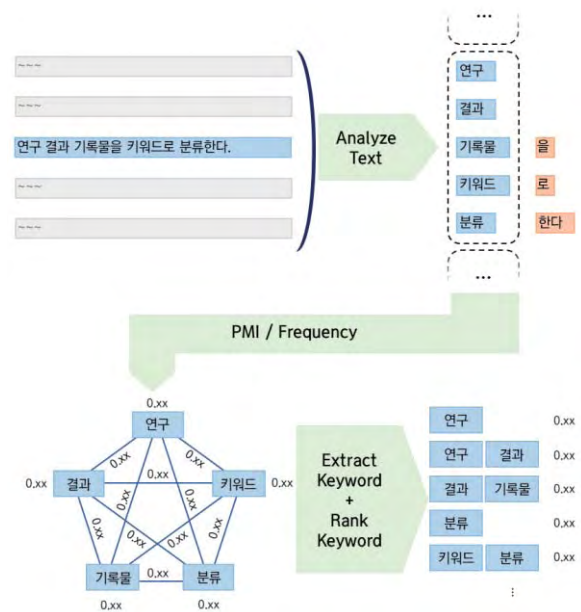 ...
~~~
연구
~~~
결과
연구 결과 기록물을 키워드로 분류한다.
Analyze
Text
기록물 을
~~~
키워드 로
~~~
분류 한다
...
PMI / Frequency
0.xx
연구
0.xx 결과 0.xx 키워드 0.xx
0.xx 0.xx
0.xx 0.xx
0.xx 0.xx
0.xx 0.xx
기록물 0.xx 분류
0.xx 0.xx
Extract
Keyword
+
Rank
Keyword
연구 0.xx
연구 결과 0.xx
결과 기록물 0.xx
분류 0.xx
키워드 분류 0.xx
...